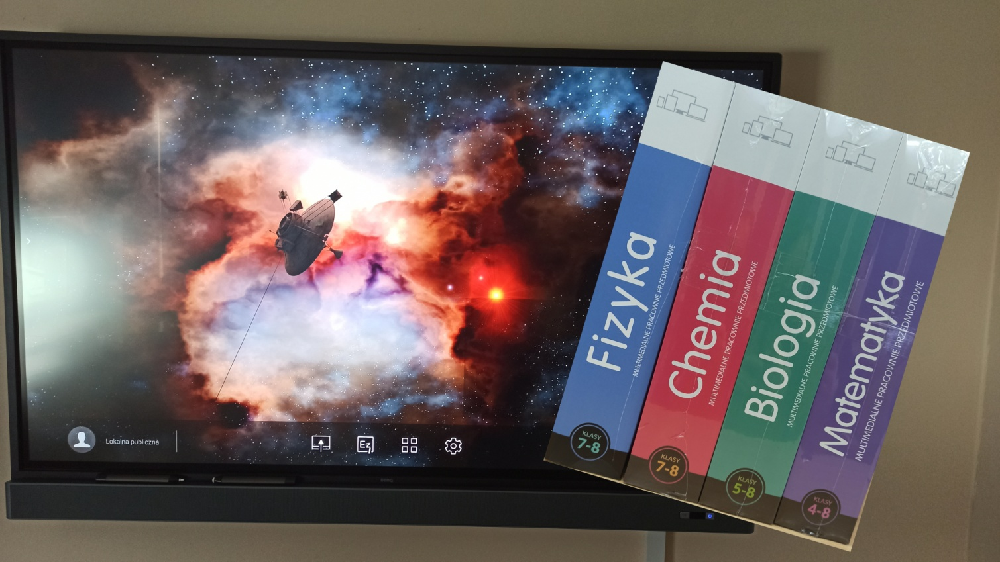 Lokalna publiczna
Fizyka
MULTIMEDIALNE PRACOWNIE PRZEDMIOTOWE
KLASY
7-8
Chemia
MULTIMEDIALNE PRACOWNIE PRZEDMIOTOWE
KLASY
7-8
Biologia
MULTIMEDIALNE PRACOWNIE PRZEDMIOTOWE
KLASY
5-8
Matematyka
MULTIMEDIALNE PRACOWNIE PRZEDMIOTOWE
KLASY
4-8